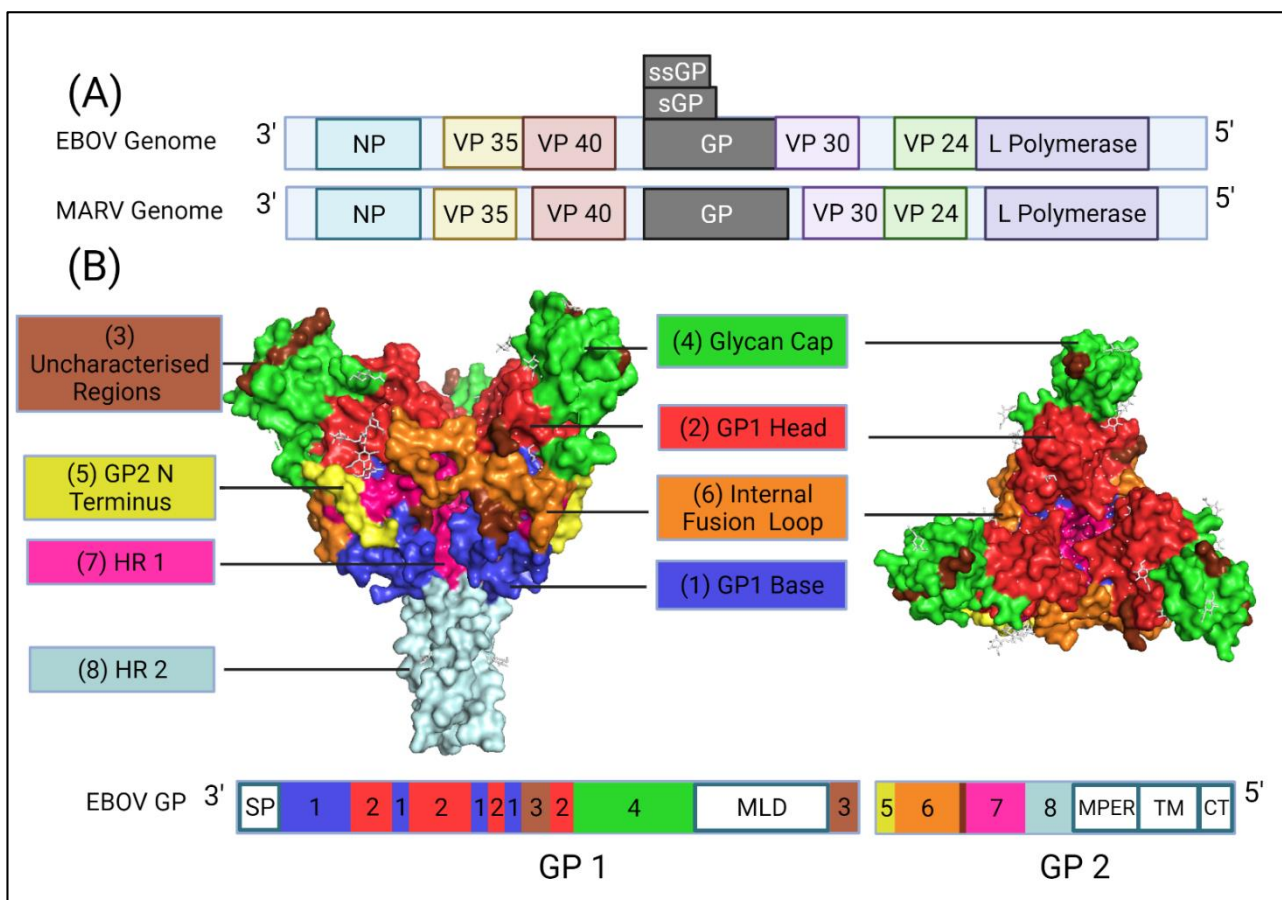 (A)
ssGP
sGP
EBOV Genome 3' NP VP 35 VP 40 GP VP 30 VP 24 L Polymerase 5'
MARV Genome 3' NP VP 35 VP 40 GP VP 30 VP 24 L Polymerase 5'
(B)
(3)
Uncharacterised
Regions
(5) GP2 N
Terminus
(7) HR 1
(8) HR 2
(4) Glycan Cap
(2) GP1 Head
(6) Internal
Fusion Loop
(1) GP1 Base
EBOV GP 3' SP 1 2 1 2 1 2 1 3 2 4 MLD 3 5 6 7 8 MPER TM CT 5'
GP 1 GP 2